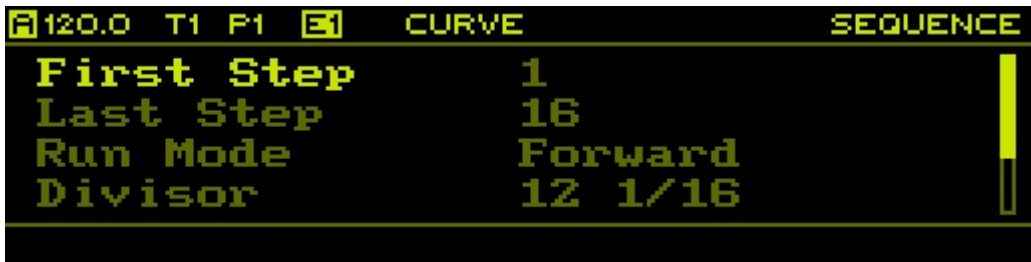 A 120.0 T1 P1 E1 CURVE SEQUENCE
First Step 1
Last Step 16
Run Mode Forward
Divisor 12 1/16